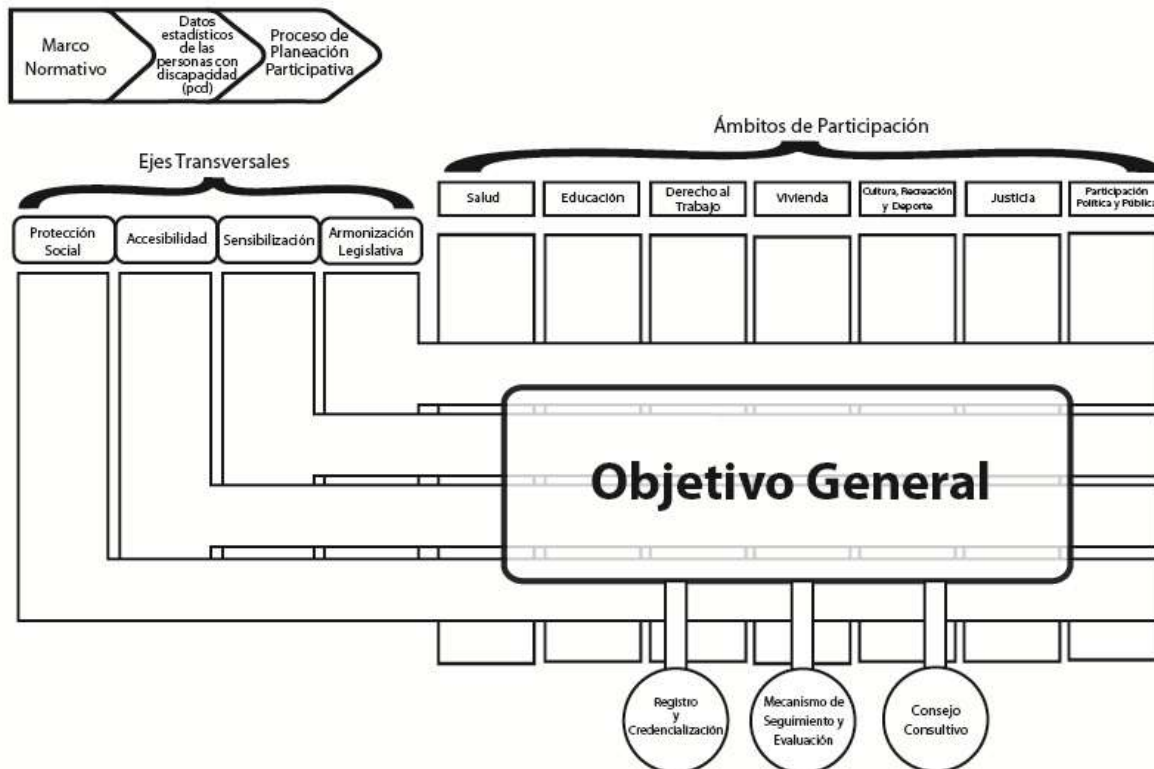 Marco
Normativo
Datos
estadísticos
de las
personas con
discapacidad
(pcd)
Proceso de
Planeación
Participativa
Ámbitos de Participación
Ejes Transversales
Salud
Educación
Derecho al
Trabajo
Vivienda
Cultura, Recreación
y Deporte
Justicia
Participación
Política y Pública
Protección
Social
Accesibilidad
Sensibilización
Armonización
Legislativa
Objetivo General
Registro
y
Credencialización
Mecanismo de
Seguimiento y
Evaluación
Consejo
Consultivo